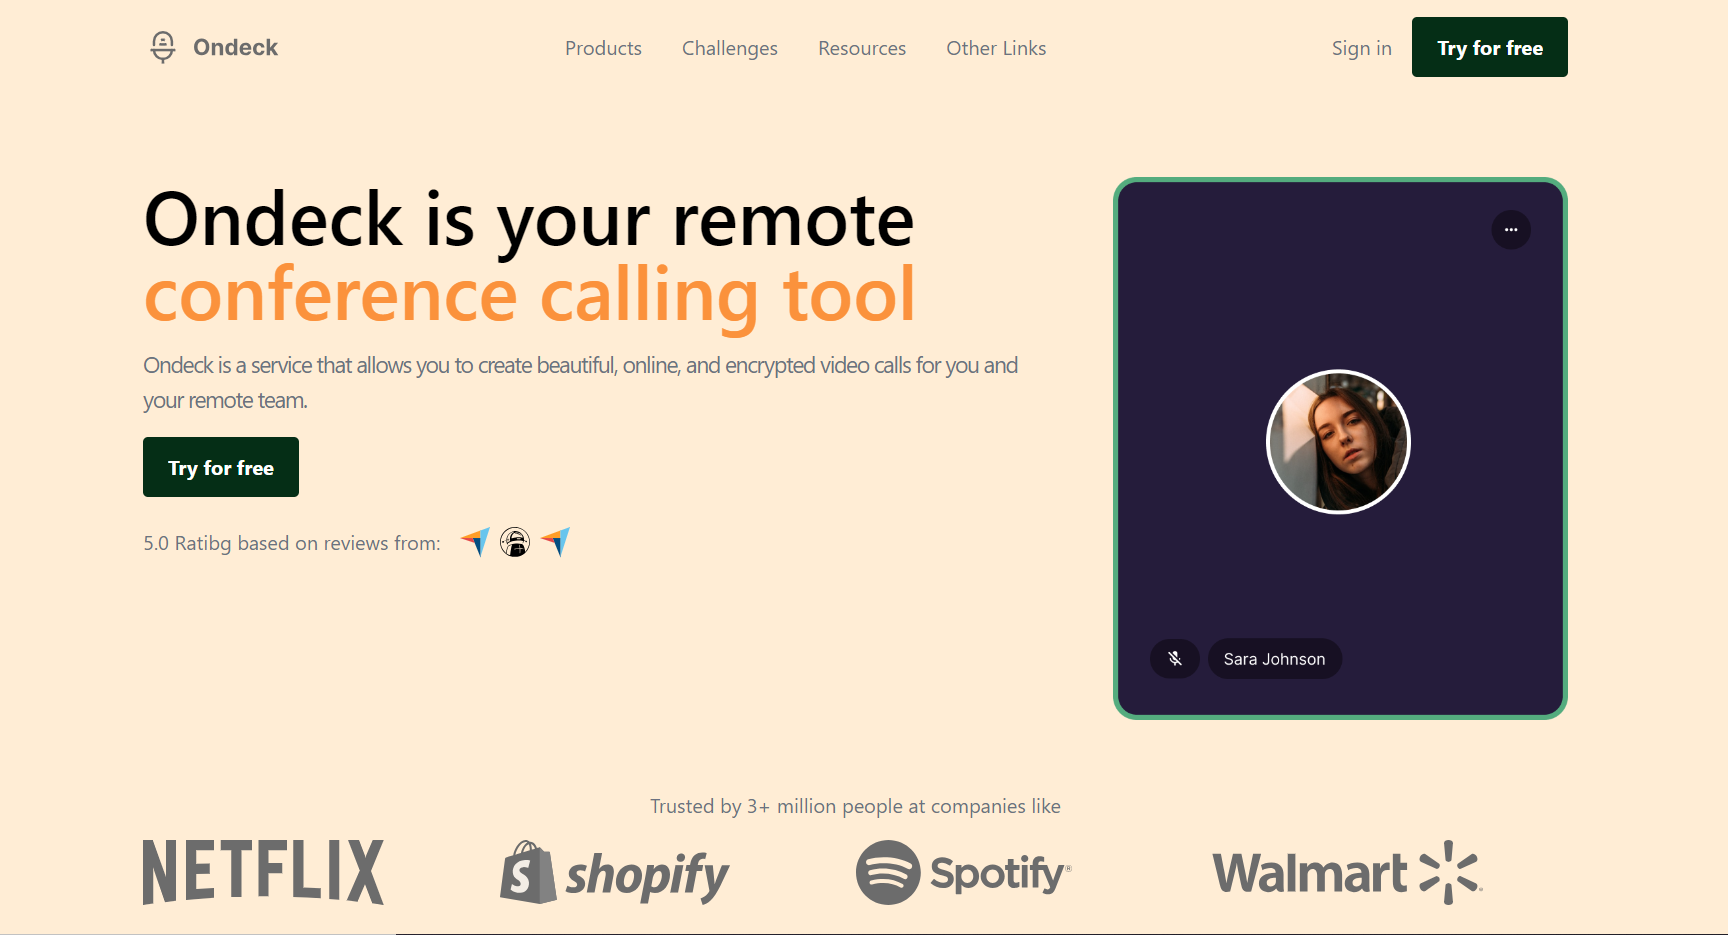 Ondeck
Products Challenges Resources Other Links
Sign in Try for free
Ondeck is your remote
conference calling tool
Ondeck is a service that allows you to create beautiful, online, and encrypted video calls for you and
your remote team.
Try for free
5.0 Ratibg based on reviews from:
Sara Johnson
Trusted by 3+ million people at companies like
NETFLIX
shopify
Spotify®
Walmart